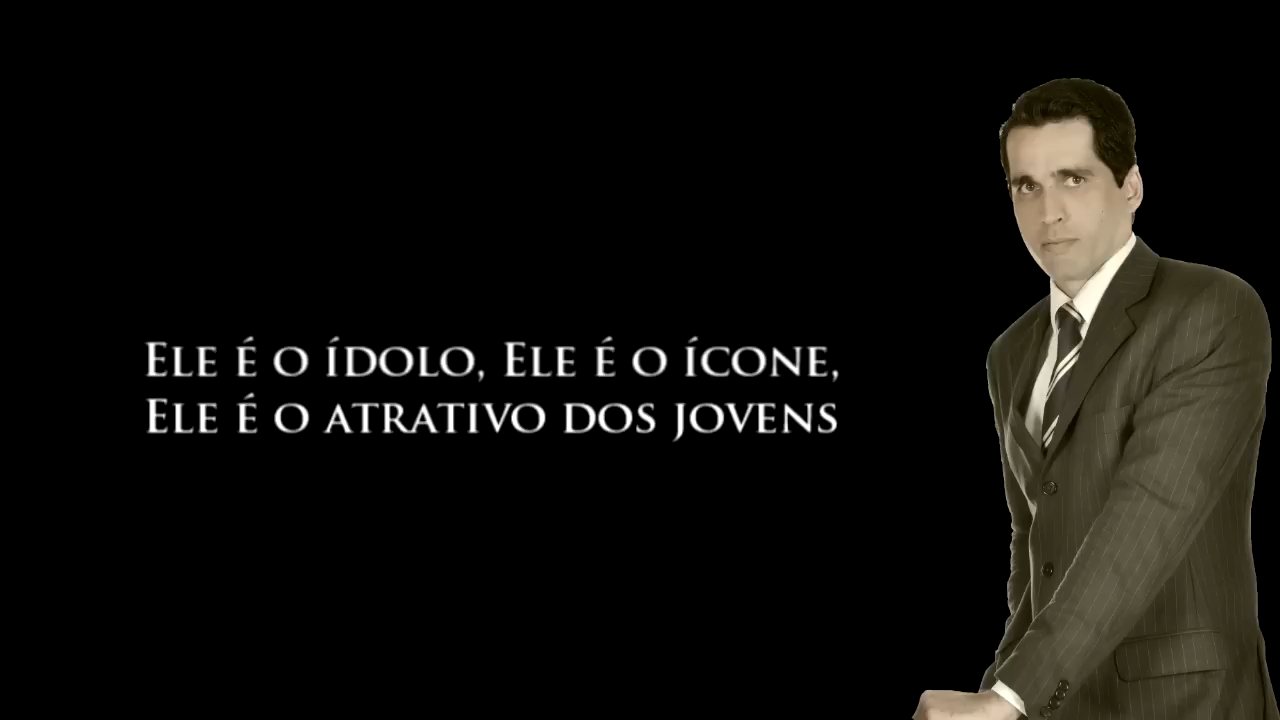 Ele é o ídolo, Ele é o ícone,
Ele é o atrativo dos jovens